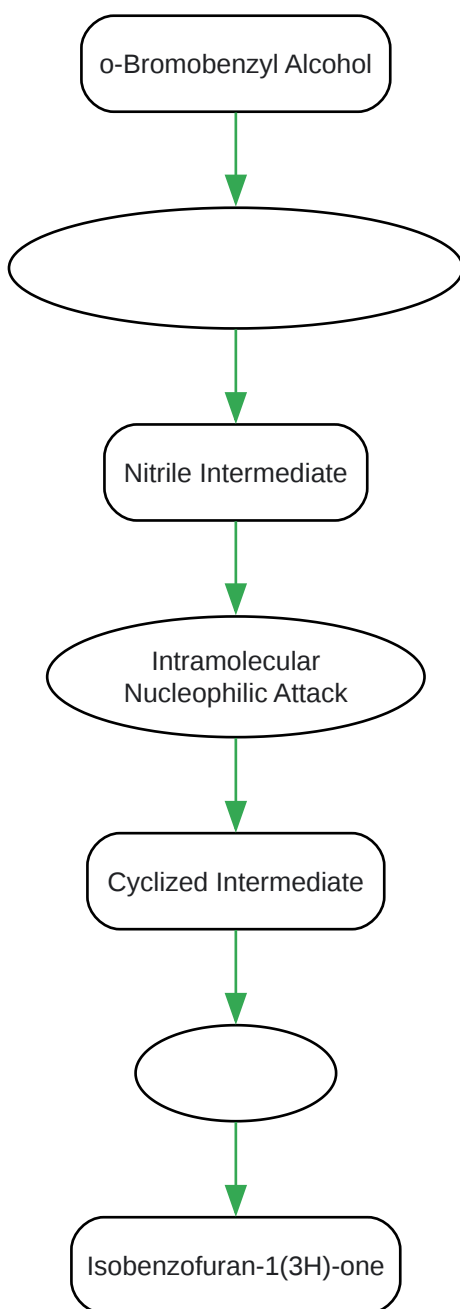 o-Bromobenzyl Alcohol
Nitrile Intermediate
Intramolecular
Nucleophilic Attack
Cyclized Intermediate
Isobenzofuran-1(3H)-one